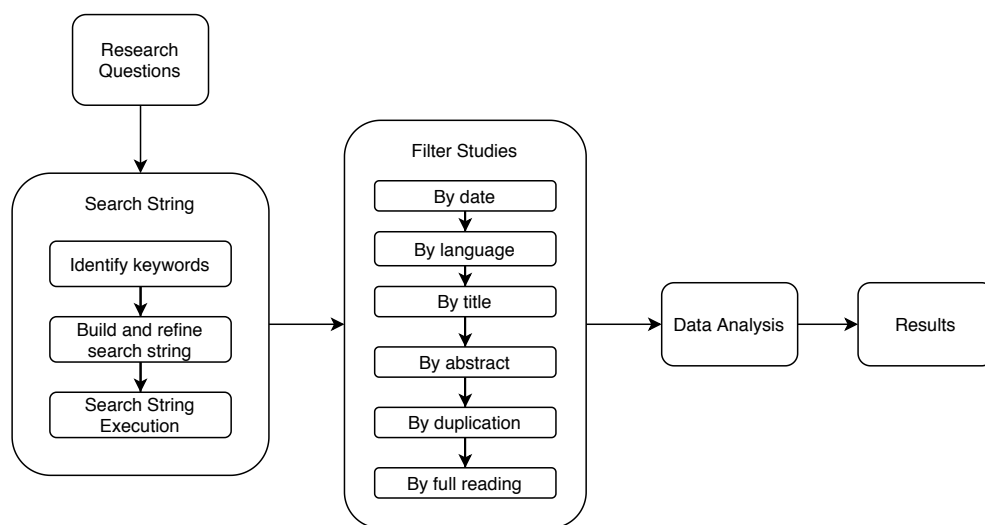 Research
Questions
Search String
Identify keywords
Build and refine
search string
Search String
Execution
Filter Studies
By date
By language
By title
By abstract
By duplication
By full reading
Data Analysis
Results